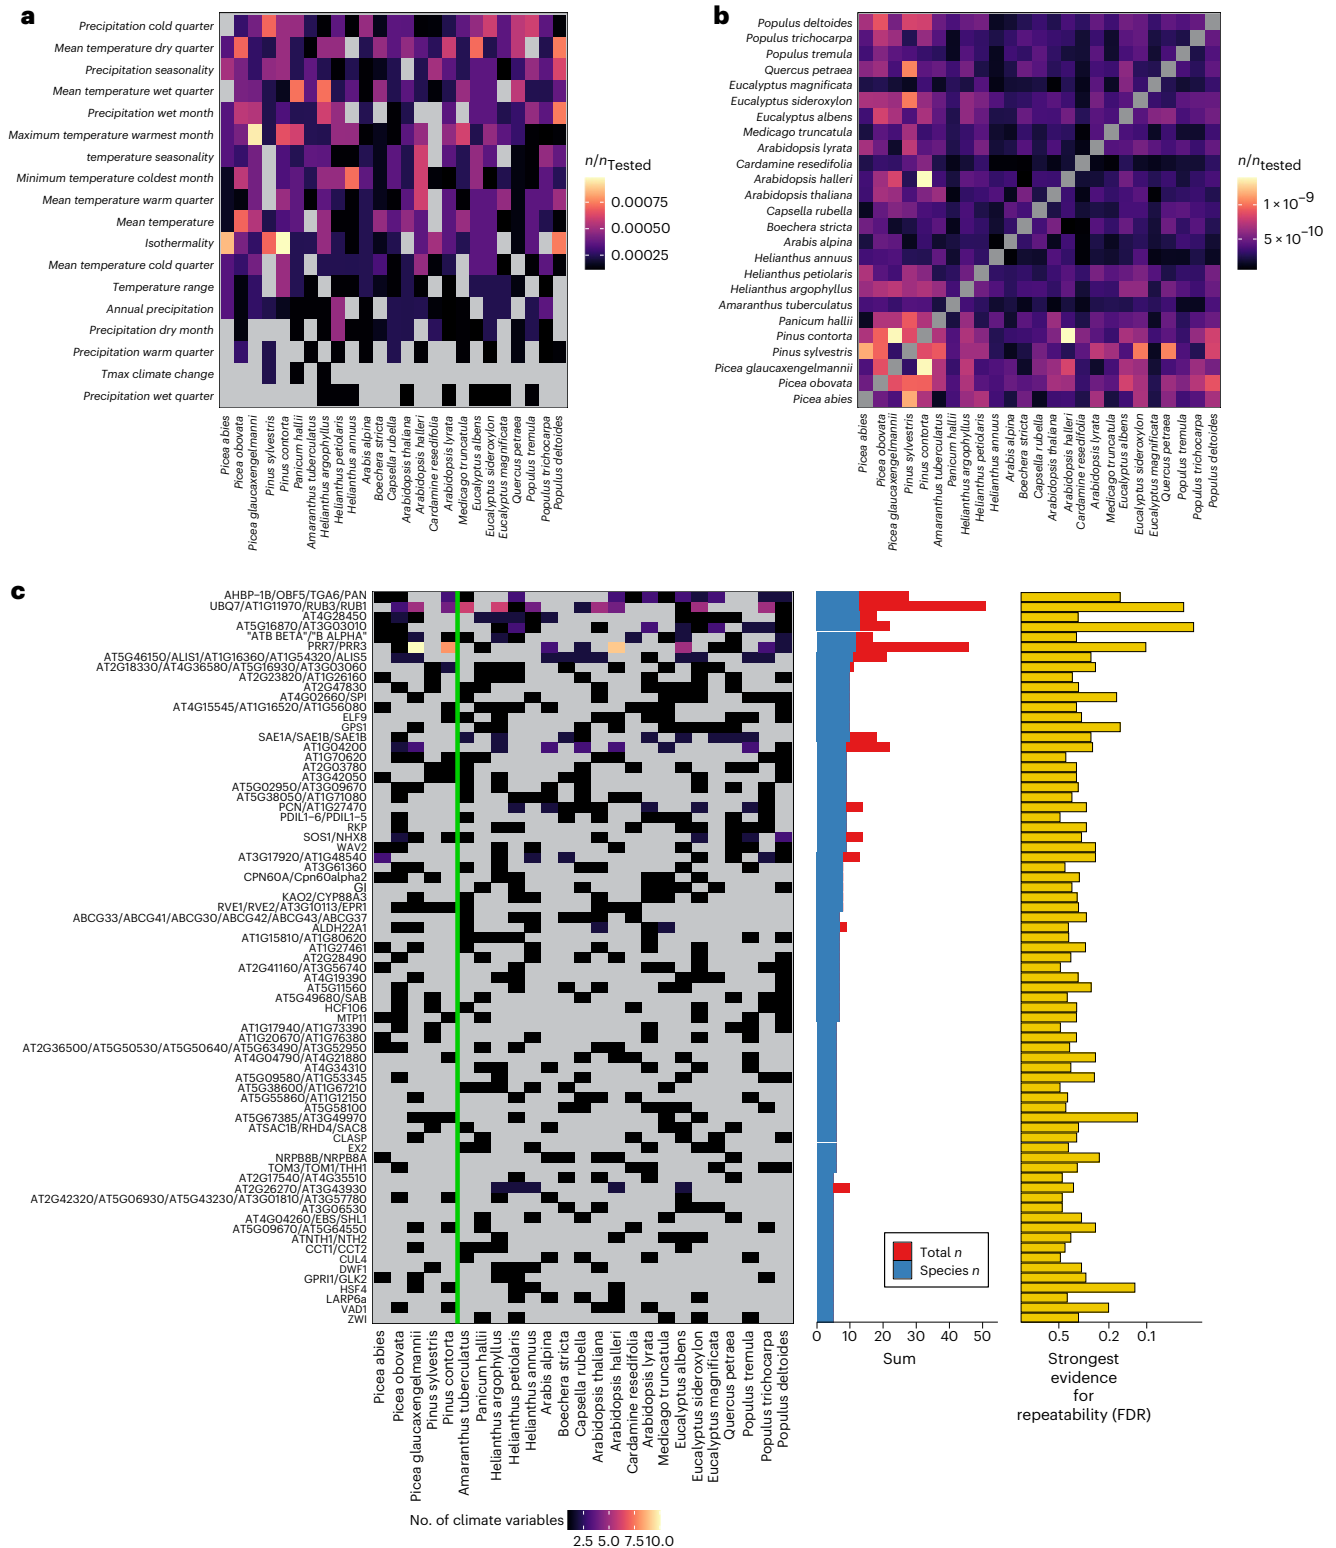 a
Precipitation cold quarter
Mean temperature dry quarter
Precipitation seasonality
Mean temperature wet quarter
Precipitation wet month
Maximum temperature warmest month
temperature seasonality
Minimum temperature coldest month
Mean temperature warm quarter
Mean temperature
Isothermality
Mean temperature cold quarter
Temperature range
Annual precipitation
Precipitation dry month
Precipitation warm quarter
Tmax climate change
Precipitation wet quarter
Picea abies
Picea obovata
Picea glaucaxengelmanni
Pinus sylvestris
Pinus contorta
Panicum hallii
Amaranthus tuberculatus
Helianthus argophyllus
Helianthus petiolaris
Helianthus annuus
Arabis alpina
Boechera stricta
Capsella rubella
Arabidopsis thaliana
Arabidopsis halleri
Cardamine resedifolia
Arabidopsis lyrata
Medicago truncatula
Eucalyptus albens
Eucalyptus sideroxylon
Eucalyptus magnificata
Quercus petraea
Populus tremula
Populus trichocarpa
Populus deltoides
n/nTested
0.00075
0.00050
0.00025
b
Populus deltoides
Populus trichocarpa
Populus tremula
Quercus petraea
Eucalyptus magnificata
Eucalyptus sideroxylon
Eucalyptus albens
Medicago truncatula
Arabidopsis lyrata
Cardamine resedifolia
Arabidopsis halleri
Arabidopsis thaliana
Capsella rubella
Boechera stricta
Arabis alpina
Helianthus annuus
Helianthus petiolaris
Helianthus argophyllus
Amaranthus tuberculatus
Panicum hallii
Pinus contorta
Pinus sylvestris
Picea glaucaxengelmannii
Picea obovata
Picea abies
Picea abies
Picea obovata
Picea glaucaxengelmannii
Pinus sylvestris
Pinus contorta
Amaranthus tuberculatus
Panicum hallii
Helianthus argophyllus
Helianthus petiolaris
Helianthus annuus
Arabis alpina
Boechera stricta
Capsella rubella
Arabidopsis thaliana
Arabidopsis halleri
Cardamine resedifolia
Arabidopsis lyrata
Medicago truncatula
Eucalyptus albens
Eucalyptus sideroxylon
Eucalyptus magnificata
Quercus petraea
Populus tremula
Populus trichocarpa
Populus deltoides
n/ntested
1 × 10−9
5 × 10−10
c
AHBP−1B/OBF5/TGA6/PAN
UBQ7/AT1G11970/RUB3/RUB1
AT4G28450
AT5G16870/AT3G03010
"ATB BETA"/"B ALPHA"
PRR7/PRR3
AT5G46150/ALIS1/AT1G16360/AT1G54320/ALIS5
AT2G18330/AT4G36580/AT5G16930/AT3G03060
AT2G23820/AT1G26160
AT2G47830
AT4G02660/SPI
AT4G15545/AT1G16520/AT1G56080
ELF9
GPS1
SAE1A/SAE1B/SAE1B
AT1G04200
AT1G70620
AT2G03780
AT3G42050
AT5G02950/AT3G09670
AT5G38050/AT1G71080
PCN/AT1G27470
PDIL1−6/PDIL1−5
RKP
SOS1/NHX8
WAV2
AT3G17920/AT1G48540
AT3G61360
CPN60A/Cpn60alpha2
GI
KAO2/CYP88A3
RVE1/RVE2/AT3G10113/EPR1
ABCG33/ABCG41/ABCG30/ABCG42/ABCG43/ABCG37
ALDH22A1
AT1G15810/AT1G80620
AT1G27461
AT2G28490
AT2G41160/AT3G56740
AT4G19390
AT5G11560
AT5G49680/SAB
HCF106
MTP11
AT1G17940/AT1G73390
AT1G20670/AT1G76380
AT2G36500/AT5G50530/AT5G50640/AT5G63490/AT3G52950
AT4G04790/AT4G21880
AT4G34310
AT5G09580/AT1G53345
AT5G38600/AT1G67210
AT5G55860/AT1G12150
AT5G58100
AT5G67385/AT3G49970
ATSAC1B/RHD4/SAC8
CLASP
EX2
NRPB8B/NRPB8A
TOM3/TOM1/THH1
AT2G17540/AT4G35510
AT2G26270/AT3G43930
AT2G42320/AT5G06930/AT5G43230/AT3G01810/AT3G57780
AT3G06530
AT4G04260/EBS/SHL1
AT5G09670/AT5G64550
ATNTH1/NTH2
CCT1/CCT2
CUL4
DWF1
GPRI1/GLK2
HSF4
LARP6a
VAD1
ZWI
Picea abies
Picea obovata
Picea glaucaxengelmannii
Pinus sylvestris
Pinus contorta
Amaranthus tuberculatus
Panicum hallii
Helianthus argophyllus
Helianthus petiolaris
Helianthus annuus
Arabis alpina
Boechera stricta
Capsella rubella
Arabidopsis thaliana
Arabidopsis halleri
Cardamine resedifolia
Arabidopsis lyrata
Medicago truncatula
Eucalyptus albens
Eucalyptus sideroxylon
Eucalyptus magnificata
Quercus petraea
Populus tremula
Populus trichocarpa
Populus deltoides
Total n
Species n
0 10 20 30 40 50
Sum
0.5 0.2 0.1
Strongest
evidence
for
repeatability (FDR)
No. of climate variables
2.5 5.0 7.5 10.0